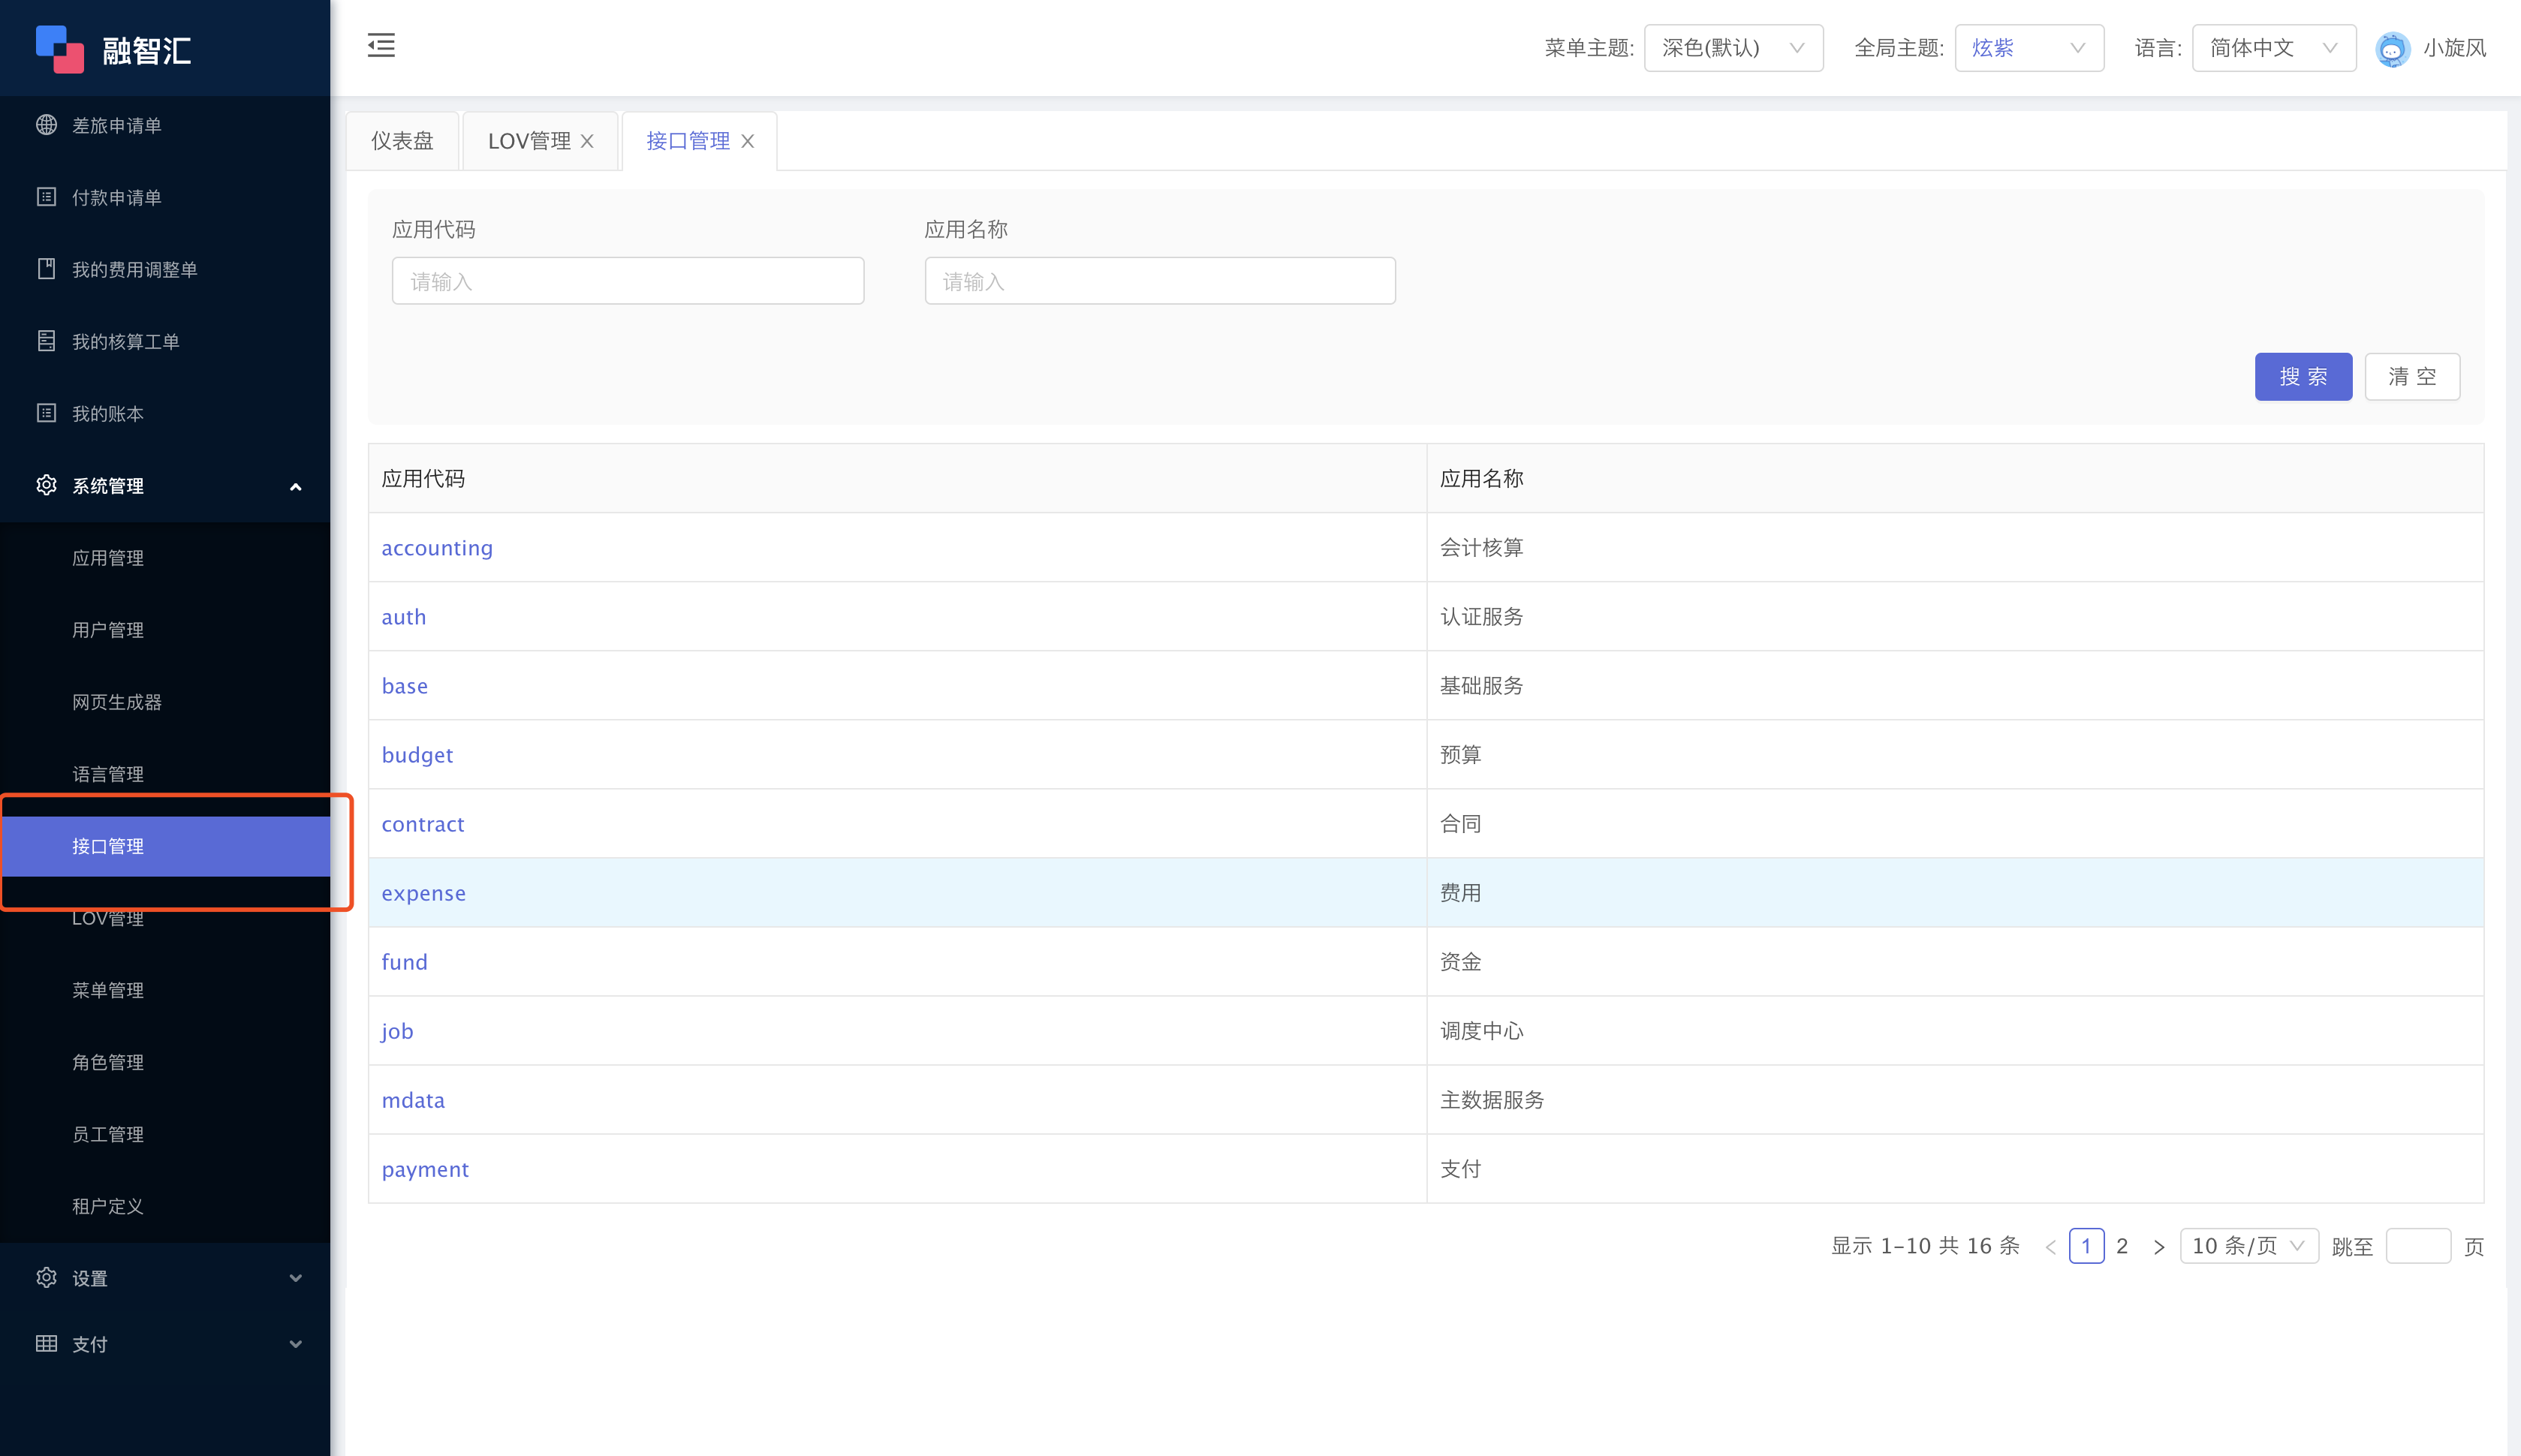 融智汇
菜单主题: 深色(默认) 全局主题: 炫紫 语言: 简体中文 小旋风
差旅申请单
付款申请单
我的费用调整单
我的核算工单
我的账本
系统管理
应用管理
用户管理
网页生成器
语言管理
接口管理
LOV管理
菜单管理
角色管理
员工管理
租户定义
设置
支付
仪表盘 LOV管理 接口管理
应用代码 应用名称
请输入 请输入
搜 索 清 空
应用代码 应用名称
accounting 会计核算
auth 认证服务
base 基础服务
budget 预算
contract 合同
expense 费用
fund 资金
job 调度中心
mdata 主数据服务
payment 支付
显示 1-10 共 16 条 < 1 2 > 10 条/页 跳至 页